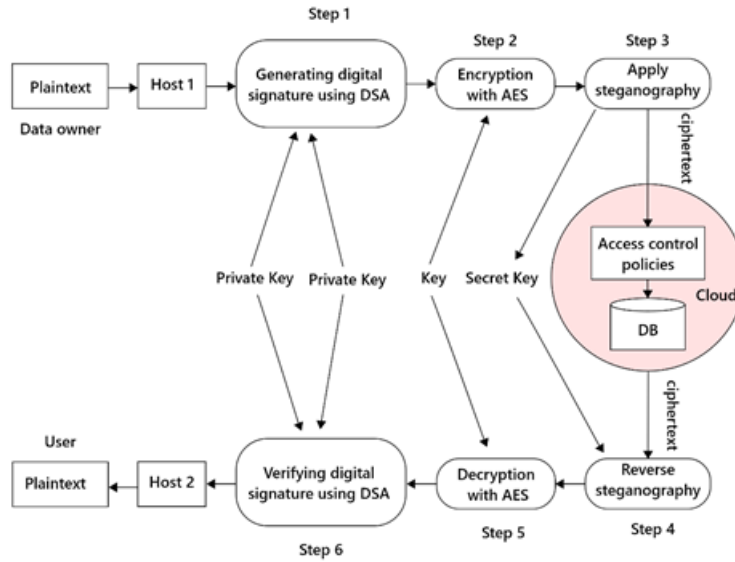 Step 1
Step 2
Step 3
Plaintext
Host 1
Generating digital
signature using DSA
Encryption
with AES
Apply
steganography
Data owner
ciphertext
Access control
policies
Cloud
DB
Private Key
Private Key
Key
Secret Key
ciphertext
User
Plaintext
Host 2
Verifying digital
signature using DSA
Decryption
with AES
Reverse
steganography
Step 6
Step 5
Step 4